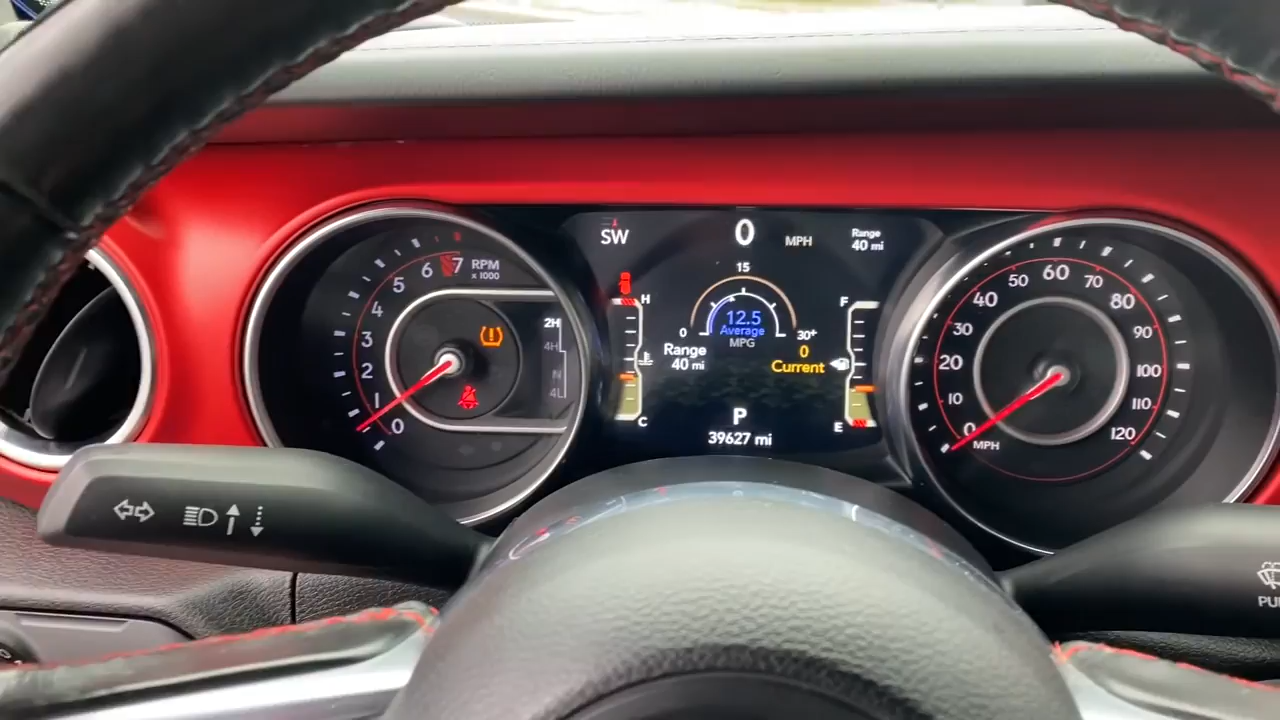 6 7 RPM
x 1000
5
4
3
2
1
0
2H
4H
N
4L
SW
0 MPH
Range
40 mi
H
C
15
0
30+
12.5
Average
MPG
Range
40 mi
0
Current
P
39627 mi
F
E
0
10
20
30
40
50
60
70
80
90
100
110
120
MPH